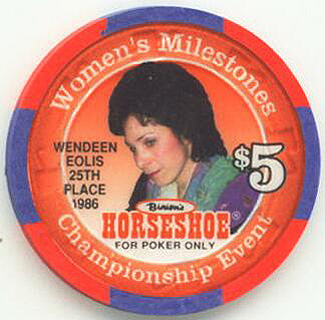 Women's Milestones
WENDEEN
EOLIS
25TH
PLACE
1986
$5
Binion's
HORSESHOE®
FOR POKER ONLY
Championship Event